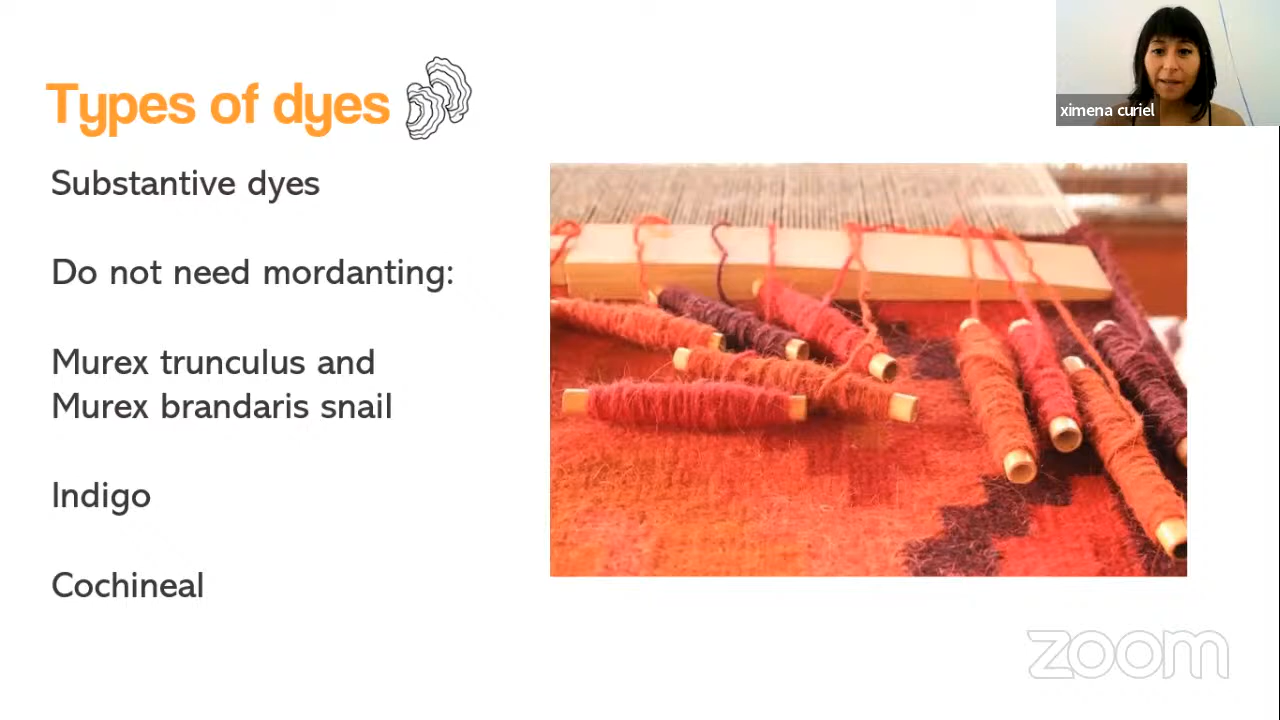 Types of dyes
ximena curiel
Substantive dyes
Do not need mordanting:
Murex trunculus and
Murex brandaris snail
Indigo
Cochineal
zoom